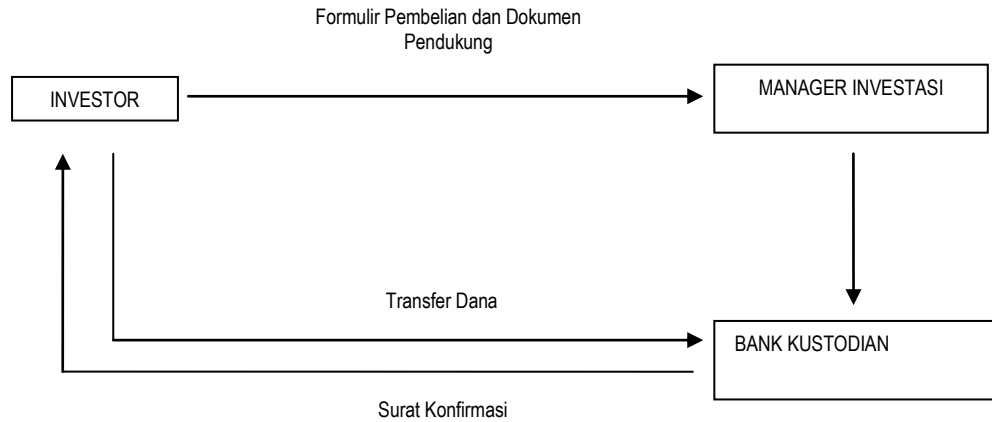 Formulir Pembelian dan Dokumen
Pendukung
INVESTOR
MANAGER INVESTASI
Transfer Dana
BANK KUSTODIAN
Surat Konfirmasi